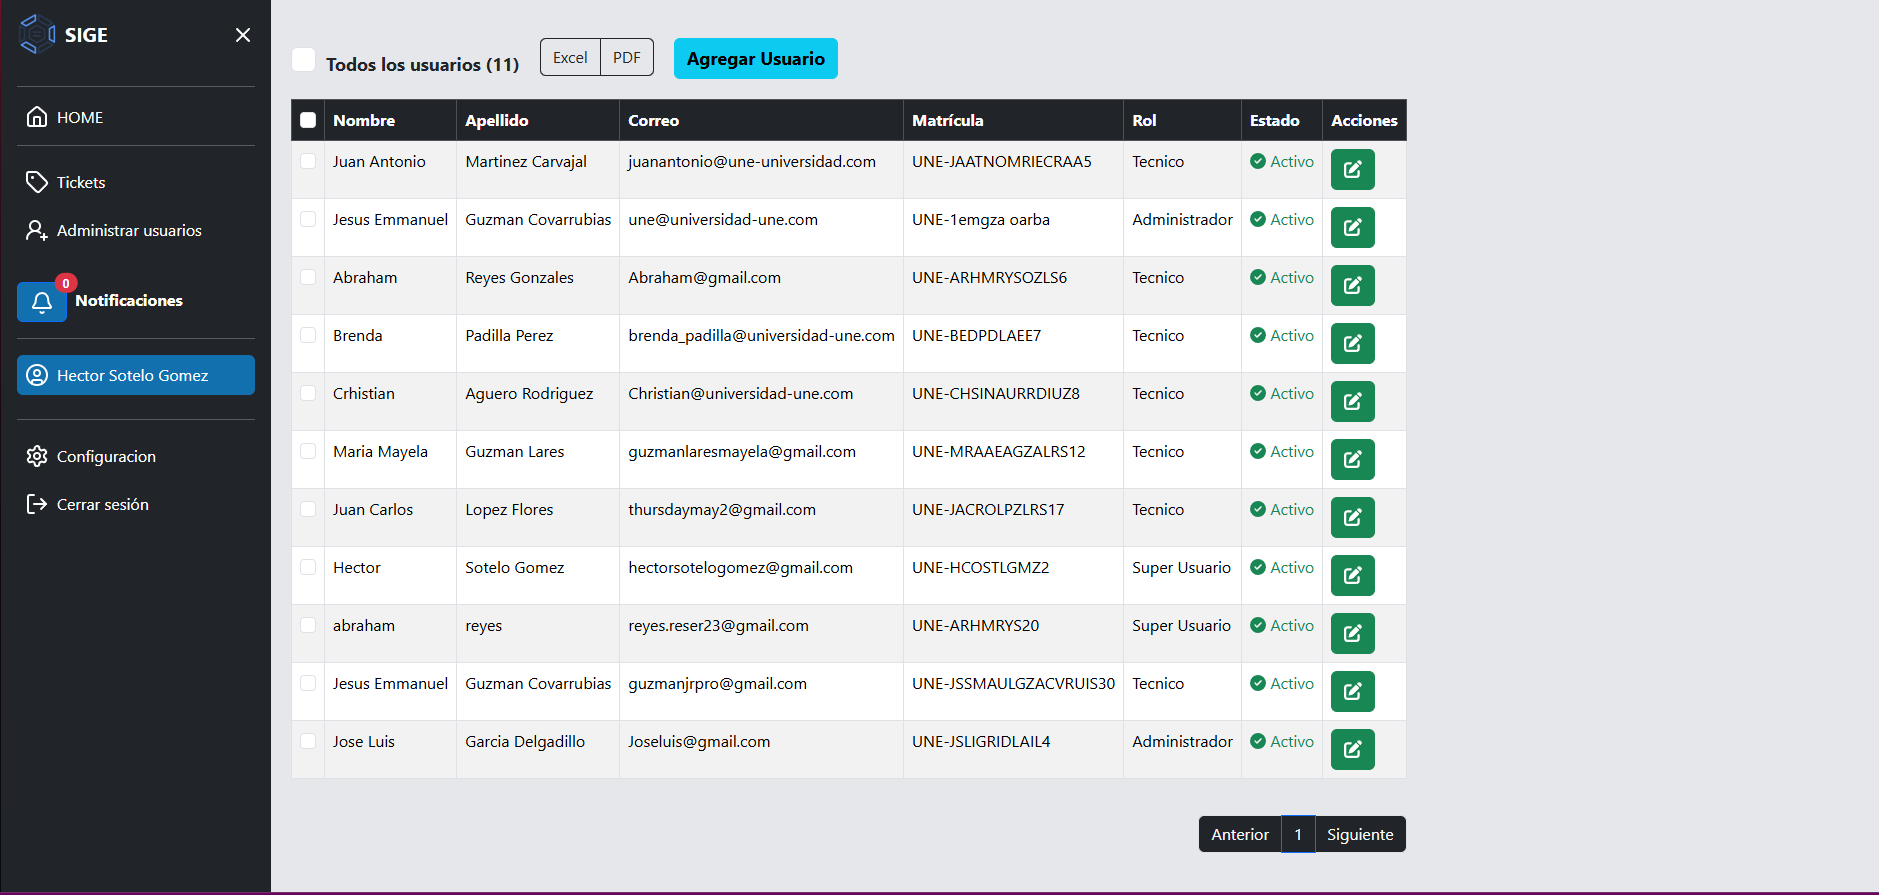 SIGE
HOME
Tickets
Administrar usuarios
0
Notificaciones
Hector Sotelo Gomez
Configuracion
Cerrar sesión
Todos los usuarios (11) Excel PDF Agregar Usuario
Nombre Apellido Correo Matrícula Rol Estado Acciones
Juan Antonio Martinez Carvajal juanantonio@une-universidad.com UNE-JAATNOMRIECRAA5 Tecnico Activo
Jesus Emmanuel Guzman Covarrubias une@universidad-une.com UNE-1emgza oarba Administrador Activo
Abraham Reyes Gonzales Abraham@gmail.com UNE-ARHMRYSOZLS6 Tecnico Activo
Brenda Padilla Perez brenda_padilla@universidad-une.com UNE-BEDPDLAEE7 Tecnico Activo
Crhistian Aguero Rodriguez Christian@universidad-une.com UNE-CHSINAURRDIUZ8 Tecnico Activo
Maria Mayela Guzman Lares guzmanlaresmayela@gmail.com UNE-MRAAEAGZALRS12 Tecnico Activo
Juan Carlos Lopez Flores thursdaymay2@gmail.com UNE-JACROLPZLRS17 Tecnico Activo
Hector Sotelo Gomez hectorsotelogomez@gmail.com UNE-HCOSTLGMZ2 Super Usuario Activo
abraham reyes reyes.reser23@gmail.com UNE-ARHMRYS20 Super Usuario Activo
Jesus Emmanuel Guzman Covarrubias guzmanjrpro@gmail.com UNE-JSSMAULGZACVRUIS30 Tecnico Activo
Jose Luis Garcia Delgadillo Joseluis@gmail.com UNE-JSLIGRIDLAIL4 Administrador Activo
Anterior 1 Siguiente